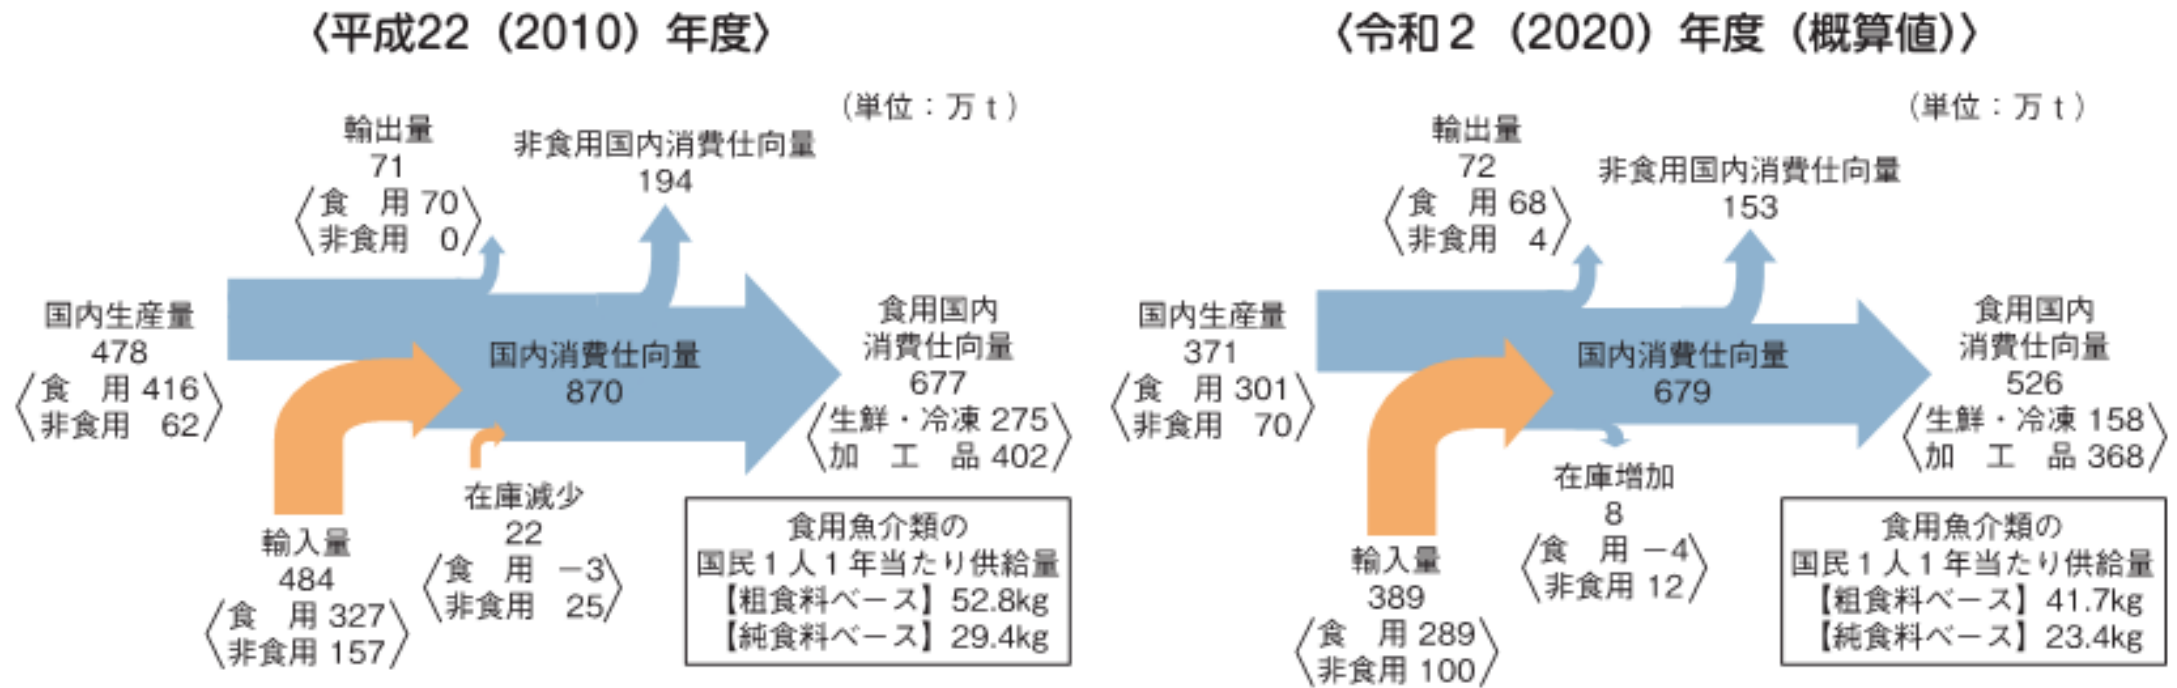 〈平成22（2010）年度〉
（単位：万ｔ）
輸出量
71
食　用 70
非食用　0
非食用国内消費仕向量
194
国内生産量
478
食　用 416
非食用　62
国内消費仕向量
870
食用国内
消費仕向量
677
生鮮・冷凍 275
加　工　品 402
輸入量
484
食　用 327
非食用 157
在庫減少
22
食　用　−3
非食用　25
食用魚介類の
国民１人１年当たり供給量
【粗食料ベース】52.8kg
【純食料ベース】29.4kg
〈令和２（2020）年度（概算値）〉
（単位：万ｔ）
輸出量
72
食　用 68
非食用　4
非食用国内消費仕向量
153
国内生産量
371
食　用 301
非食用　70
国内消費仕向量
679
食用国内
消費仕向量
526
生鮮・冷凍 158
加　工　品 368
輸入量
389
食　用 289
非食用 100
在庫増加
8
食　用 −4
非食用 12
食用魚介類の
国民１人１年当たり供給量
【粗食料ベース】41.7kg
【純食料ベース】23.4kg